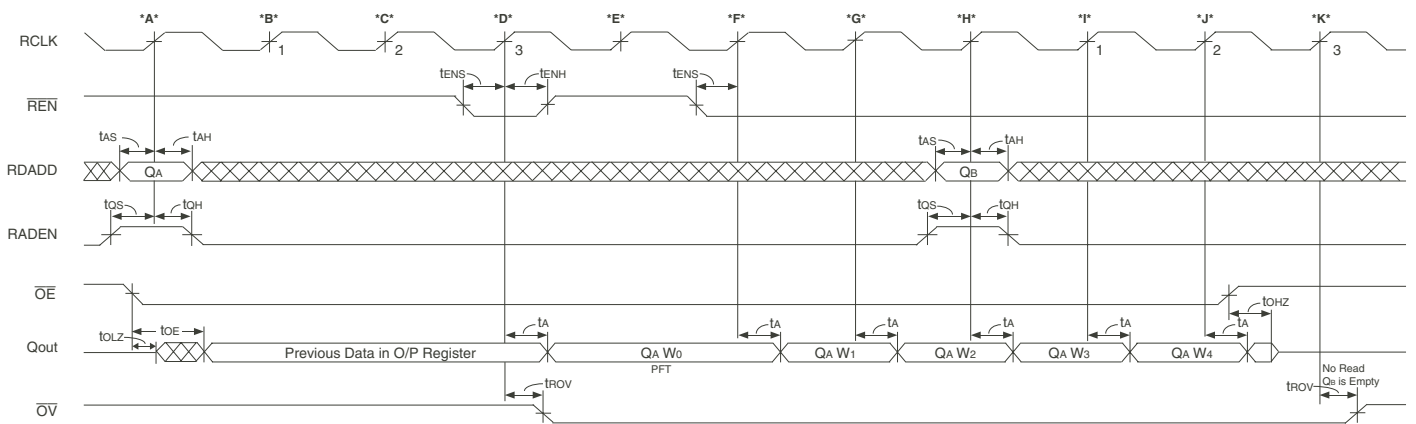 *A* *B* *C* *D* *E* *F* *G* *H* *I* *J* *K*
RCLK 1 2 3 1 2 3
tENS tENH tENS
REN
tAS tAH tAS tAH
RDADD QA QB
tQS tQH tQS tQH
RADEN
OE
tOLZ tOE tA tA tA tA tA tA tOHZ
Qout Previous Data in O/P Register QA W0 QA W1 QA W2 QA W3 QA W4
PFT
No Read
QB is Empty
tROV tROV
OV